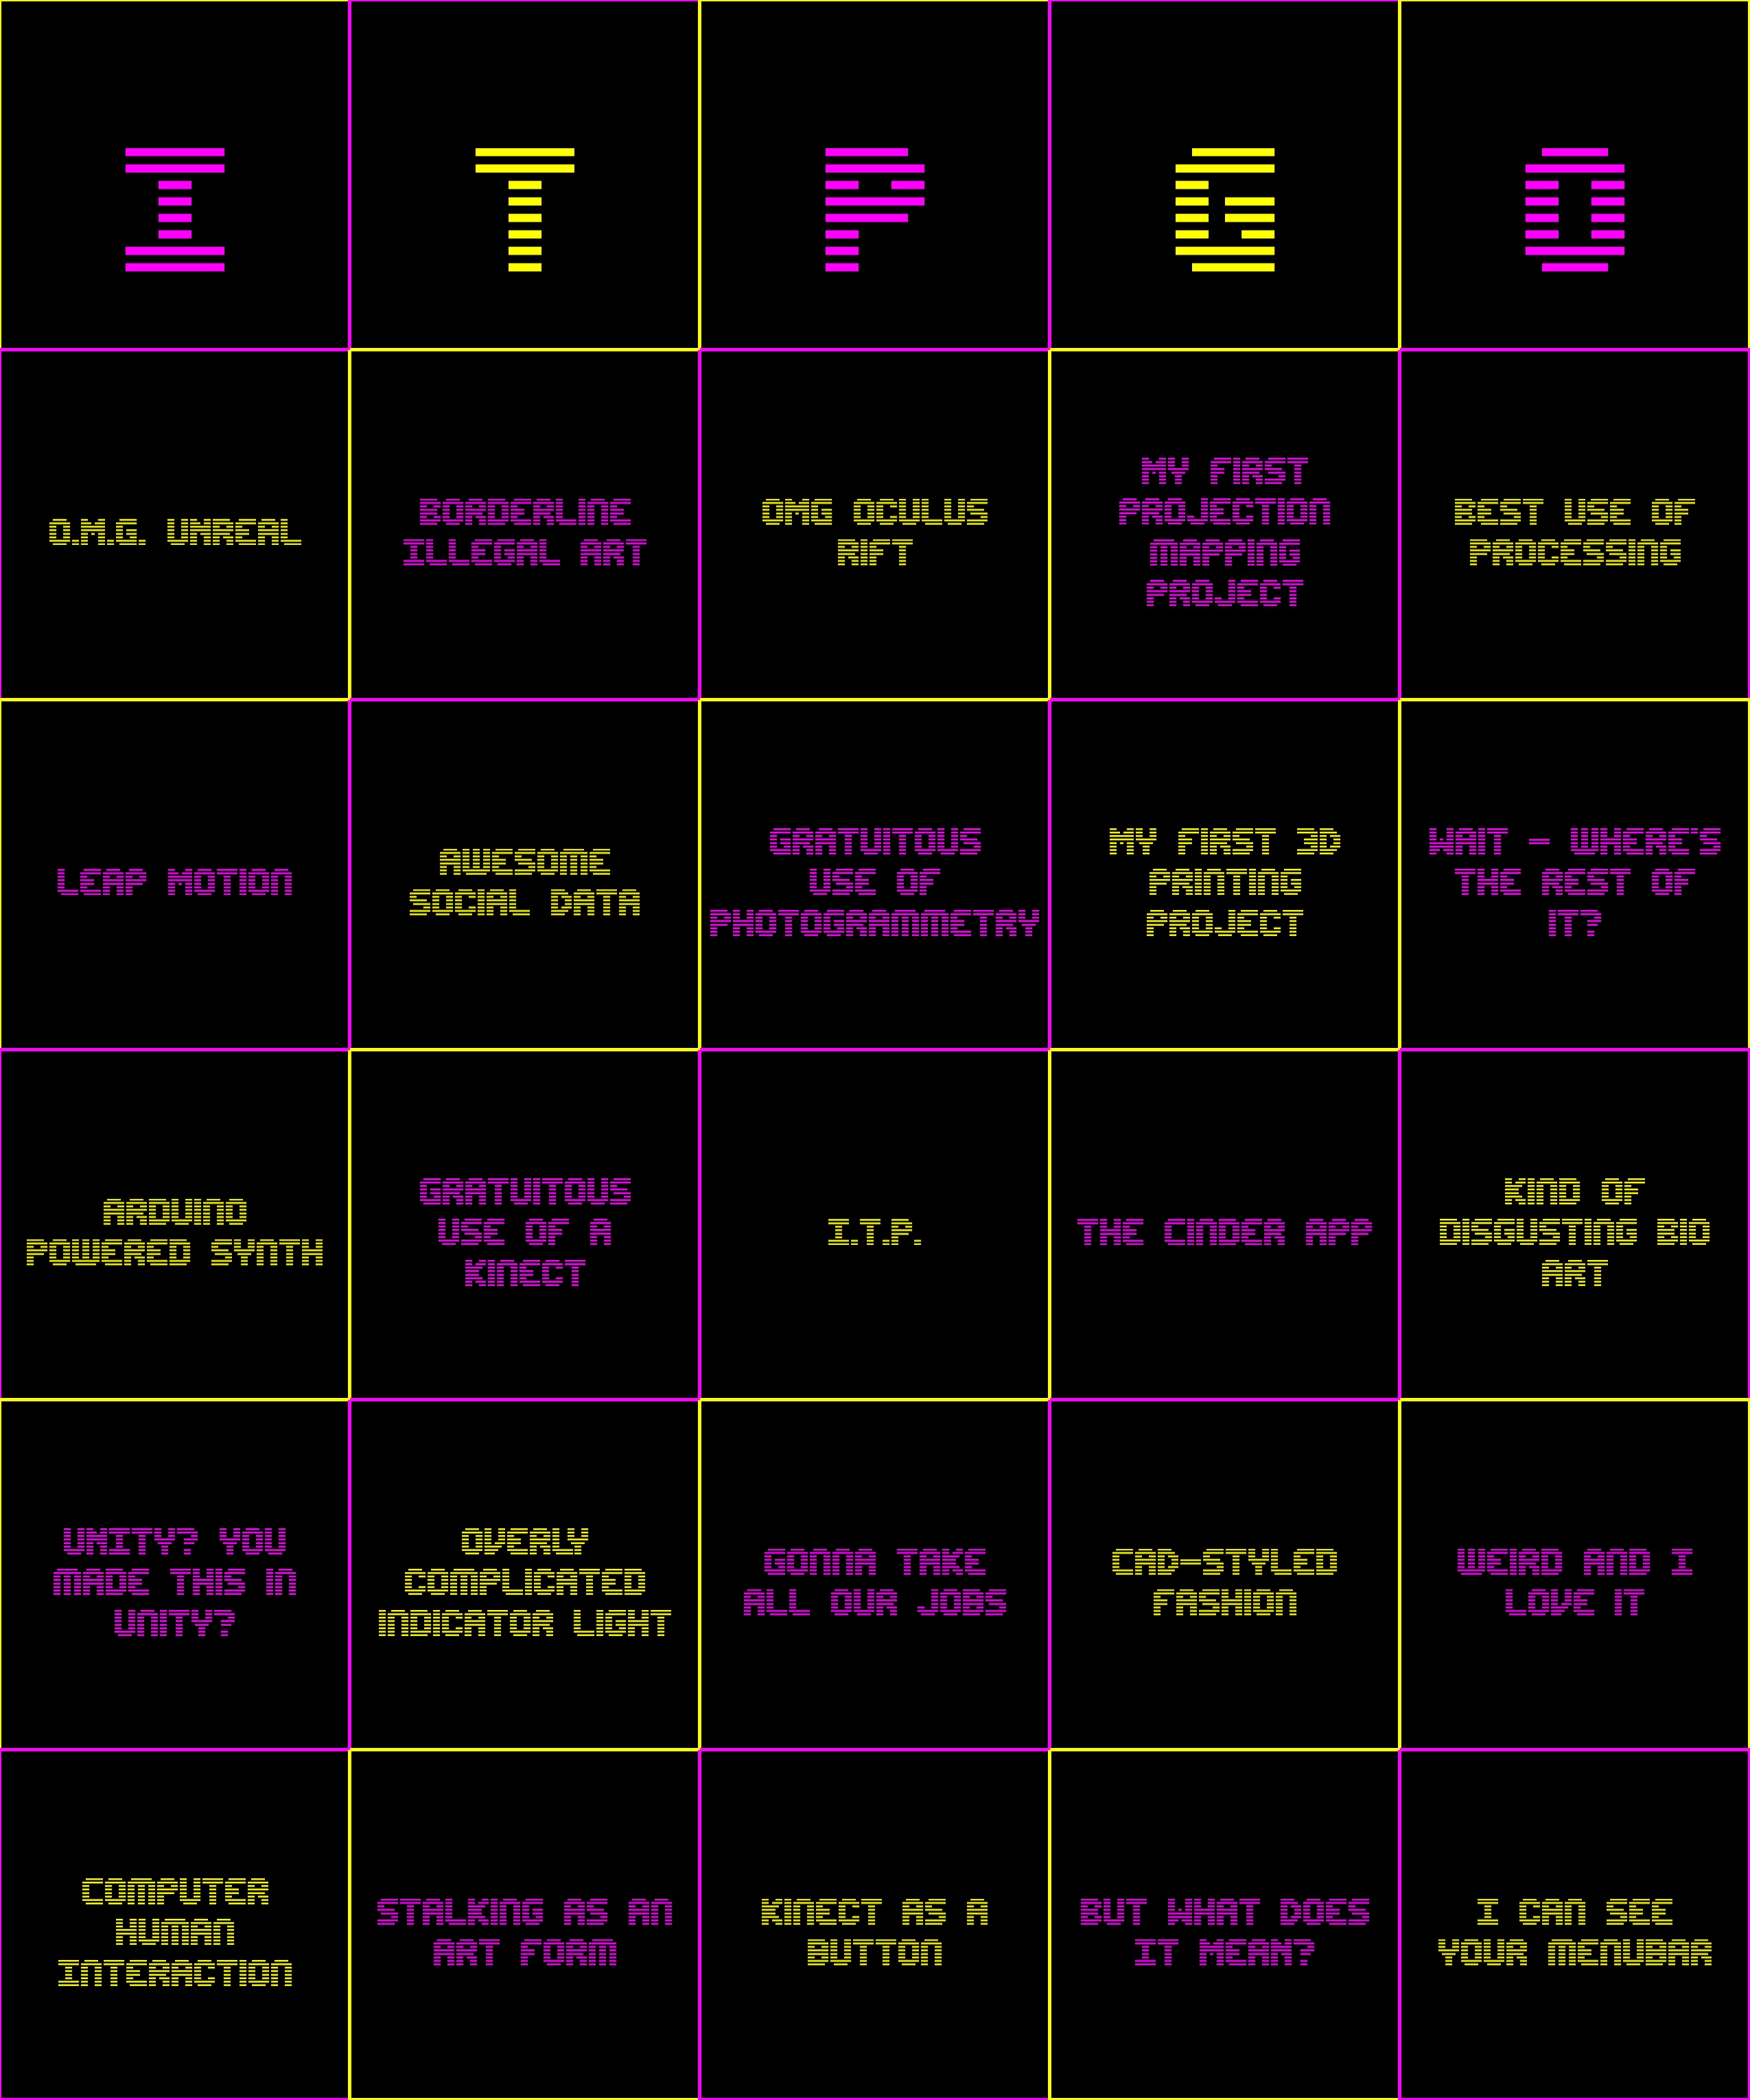 I
T
P
G
O
O.M.G. UNREAL
BORDERLINE
ILLEGAL ART
OMG OCULUS
RIFT
MY FIRST
PROJECTION
MAPPING
PROJECT
BEST USE OF
PROCESSING
LEAP MOTION
AWESOME
SOCIAL DATA
GRATUITOUS
USE OF
PHOTOGRAMMETRY
MY FIRST 3D
PRINTING
PROJECT
WAIT - WHERE'S
THE REST OF
IT?
ARDUINO
POWERED SYNTH
GRATUITOUS
USE OF A
KINECT
I.T.P.
THE CINDER APP
KIND OF
DISGUSTING BIO
ART
UNITY? YOU
MADE THIS IN
UNITY?
OVERLY
COMPLICATED
INDICATOR LIGHT
GONNA TAKE
ALL OUR JOBS
CAD-STYLED
FASHION
WEIRD AND I
LOVE IT
COMPUTER
HUMAN
INTERACTION
STALKING AS AN
ART FORM
KINECT AS A
BUTTON
BUT WHAT DOES
IT MEAN?
I CAN SEE
YOUR MENUBAR